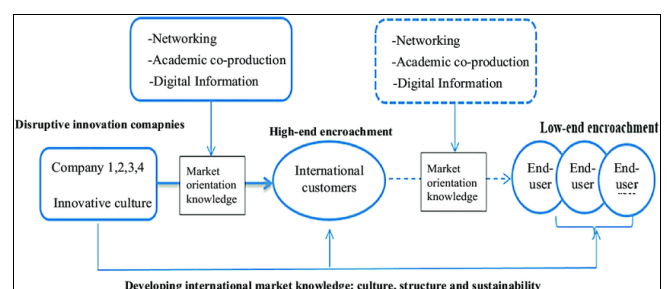 -Networking
-Academic co-production
-Digital Information
-Networking
-Academic co-production
-Digital Information
Disruptive innovation comapnies
High-end encroachment
Low-end encroachment
Company 1,2,3,4
Innovative culture
Market
orientation
knowledge
International
customers
Market
orientation
knowledge
End-
user
End-
user
End-
user
Developing international market knowledge: culture, structure and sustainability